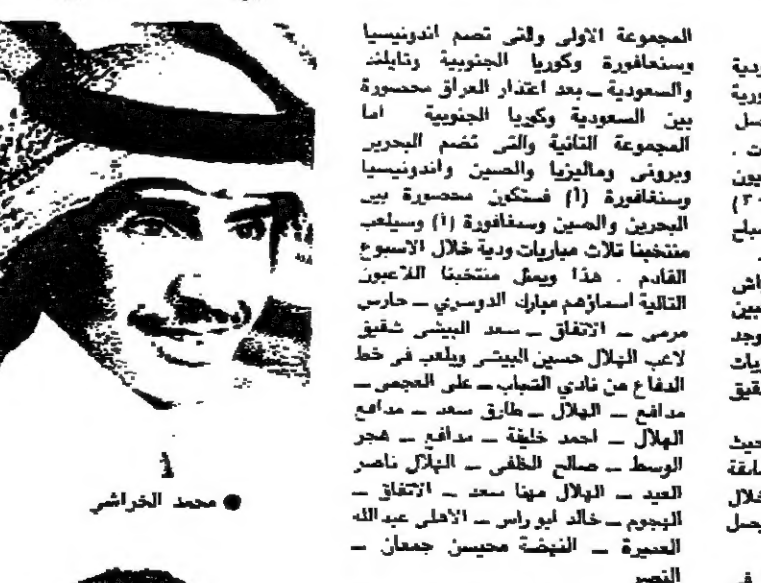 المجموعة الاولى والتي تضم اندونيسيا
وسنغافورة وكوريا الجنوبية وتايلند
والسعودية ــ بعد اعتذار العراق محصورة
بين السعودية وكوريا الجنوبية اما
المجموعة الثانية والتي تضم البحرين
وبروني وماليزيا والصين واندونيسيا
وسنغافورة (أ) فستكون محصورة بين
البحرين والصين وسنغافورة (أ) وسيلعب
منتخبنا ثلاث مباريات ودية خلال الاسبوع
القادم . هذا ويمثل منتخبنا اللاعبون
التالية اسماؤهم مبارك الدوسري ــ حارس
مرمى ــ الاتفاق ــ سعد البيشي شقيق
لاعب الهلال حسين البيشي ويلعب في خط
الدفاع من نادي الشباب ــ على العجمى ــ
مدافع ــ الهلال ــ طارق سعد ــ مدافع
الهلال ــ احمد خليفة ــ مدافع ــ هجر
الوسط ــ صالح ــ الهلال ناصر
العيد ــ الهلال مهنا سعد ــ الاتفاق ــ
الهجوم ــ خالد ابو راس ــ الاهلى عبد الله
ــ النهضة محيسن جمعان ــ
النصر
● محمد الخراشي